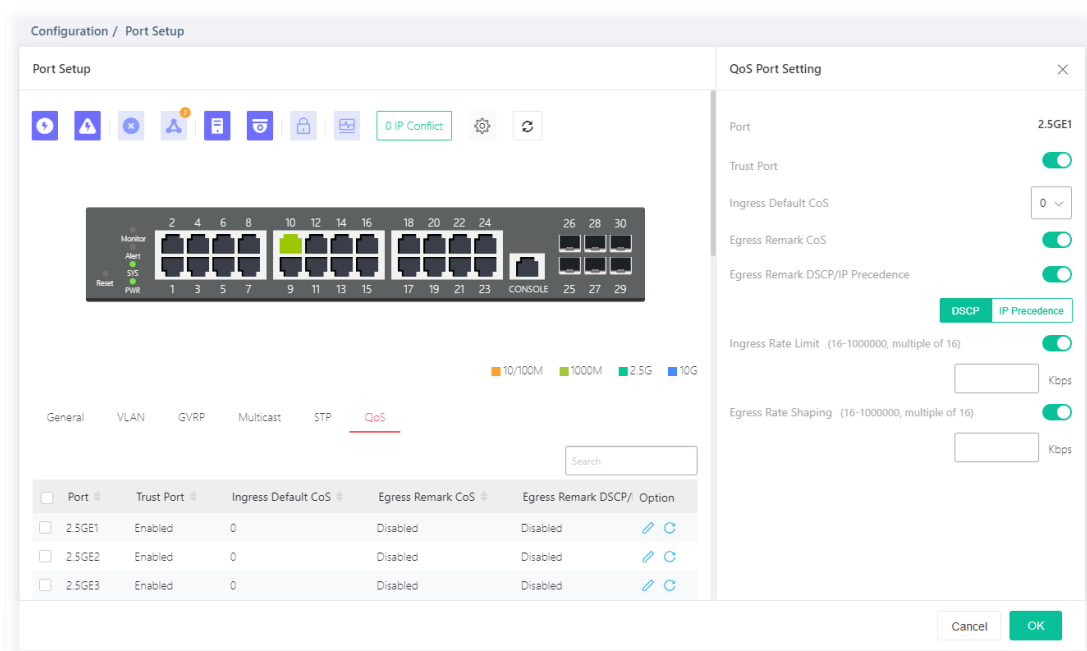 Configuration / Port Setup
Port Setup
2
0 IP Conflict
2 4 6 8 10 12 14 16 18 20 22 24 26 28 30
Monitor
Alert
SYS
Reset PWR 1 3 5 7 9 11 13 15 17 19 21 23 CONSOLE 25 27 29
10/100M 1000M 2.5G 10G
General VLAN GVRP Multicast STP QoS
Search
Port Trust Port Ingress Default CoS Egress Remark CoS Egress Remark DSCP/I Option
2.5GE1 Enabled 0 Disabled Disabled
2.5GE2 Enabled 0 Disabled Disabled
2.5GE3 Enabled 0 Disabled Disabled
QoS Port Setting
Port 2.5GE1
Trust Port
Ingress Default CoS 0
Egress Remark CoS
Egress Remark DSCP/IP Precedence
DSCP IP Precedence
Ingress Rate Limit (16-1000000, multiple of 16)
Kbps
Egress Rate Shaping (16-1000000, multiple of 16)
Kbps
Cancel OK